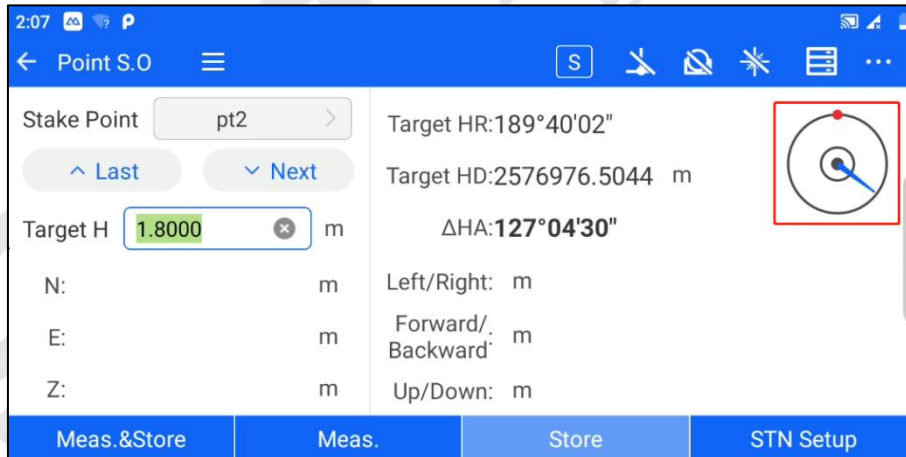 2:07 ? P
Point S.O S ...
Stake Point pt2
Last Next
Target H 1.8000 m
N: m
E: m
Z: m
Target HR:189°40'02"
Target HD:2576976.5044 m
ΔHA:127°04'30"
Left/Right: m
Forward/
Backward: m
Up/Down: m
Meas.&Store Meas. Store STN Setup